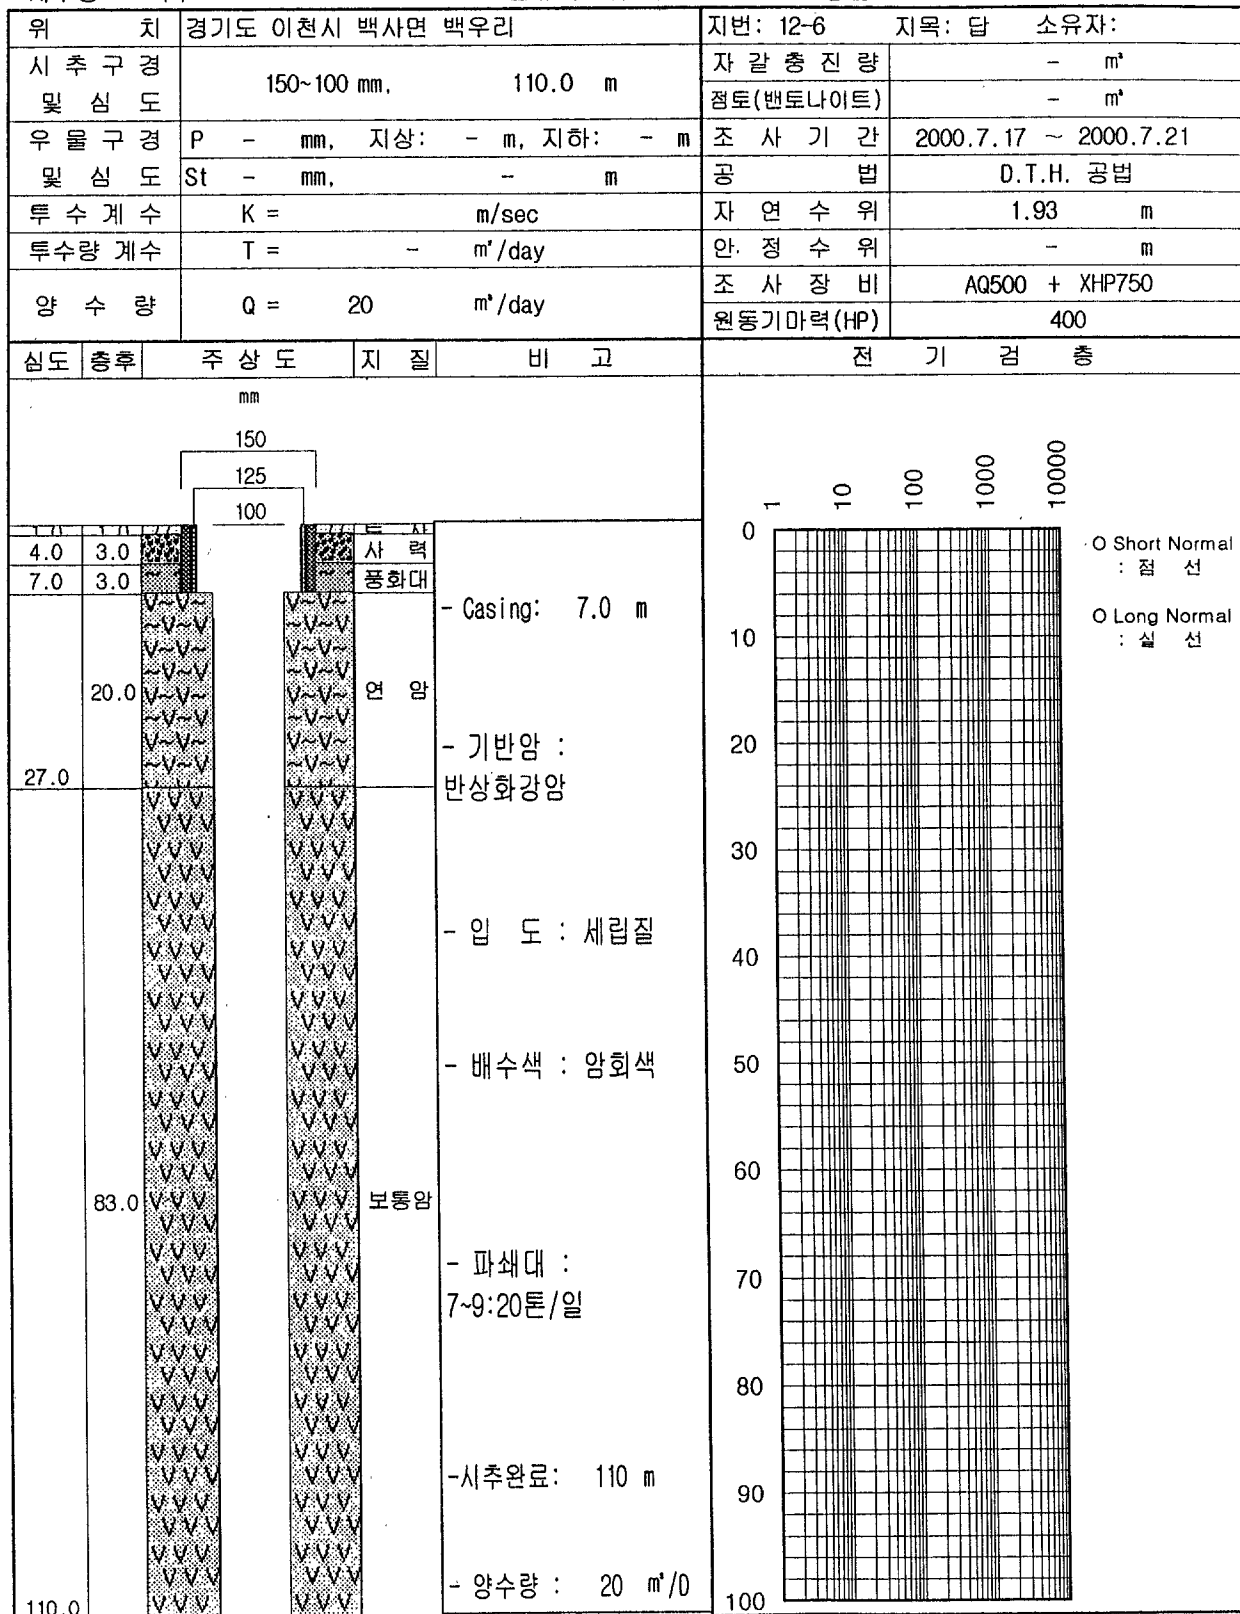 위 치 경기도 이천시 백사면 백우리 지번: 12-6 지목: 답 소유자:
시 추 구 경 및 심 도 150~100 mm, 110.0 m 자 갈 충 진 량 - m³
점토(밴토나이트) - m³
우 물 구 경 및 심 도 P - mm, 지상: - m, 지하: - m 조 사 기 간 2000.7.17 ~ 2000.7.21
St - mm, - m 공 법 D.T.H. 공법
투 수 계 수 K = m/sec 자 연 수 위 1.93 m
투수량 계수 T = - m²/day 안. 정 수 위 - m
양 수 량 Q = 20 m³/day 조 사 장 비 AQ500 + XHP750
원동기마력(HP) 400
심도 층후 주 상 도 지 질 비 고 전 기 검 층
mm
150
125
100
1 10 100 1000 10000
1.0 1.0
4.0 3.0 사 력
7.0 3.0 풍화대
- Casing: 7.0 m
20.0 연 암
- 기반암 :
반상화강암
27.0
- 입 도 : 세립질
- 배수색 : 암회색
83.0 보통암
- 파쇄대 :
7~9:20톤/일
-시추완료: 110 m
- 양수량 : 20 m³/D
110.0
0
10
20
30
40
50
60
70
80
90
100
O Short Normal
: 점 선
O Long Normal
: 실 선